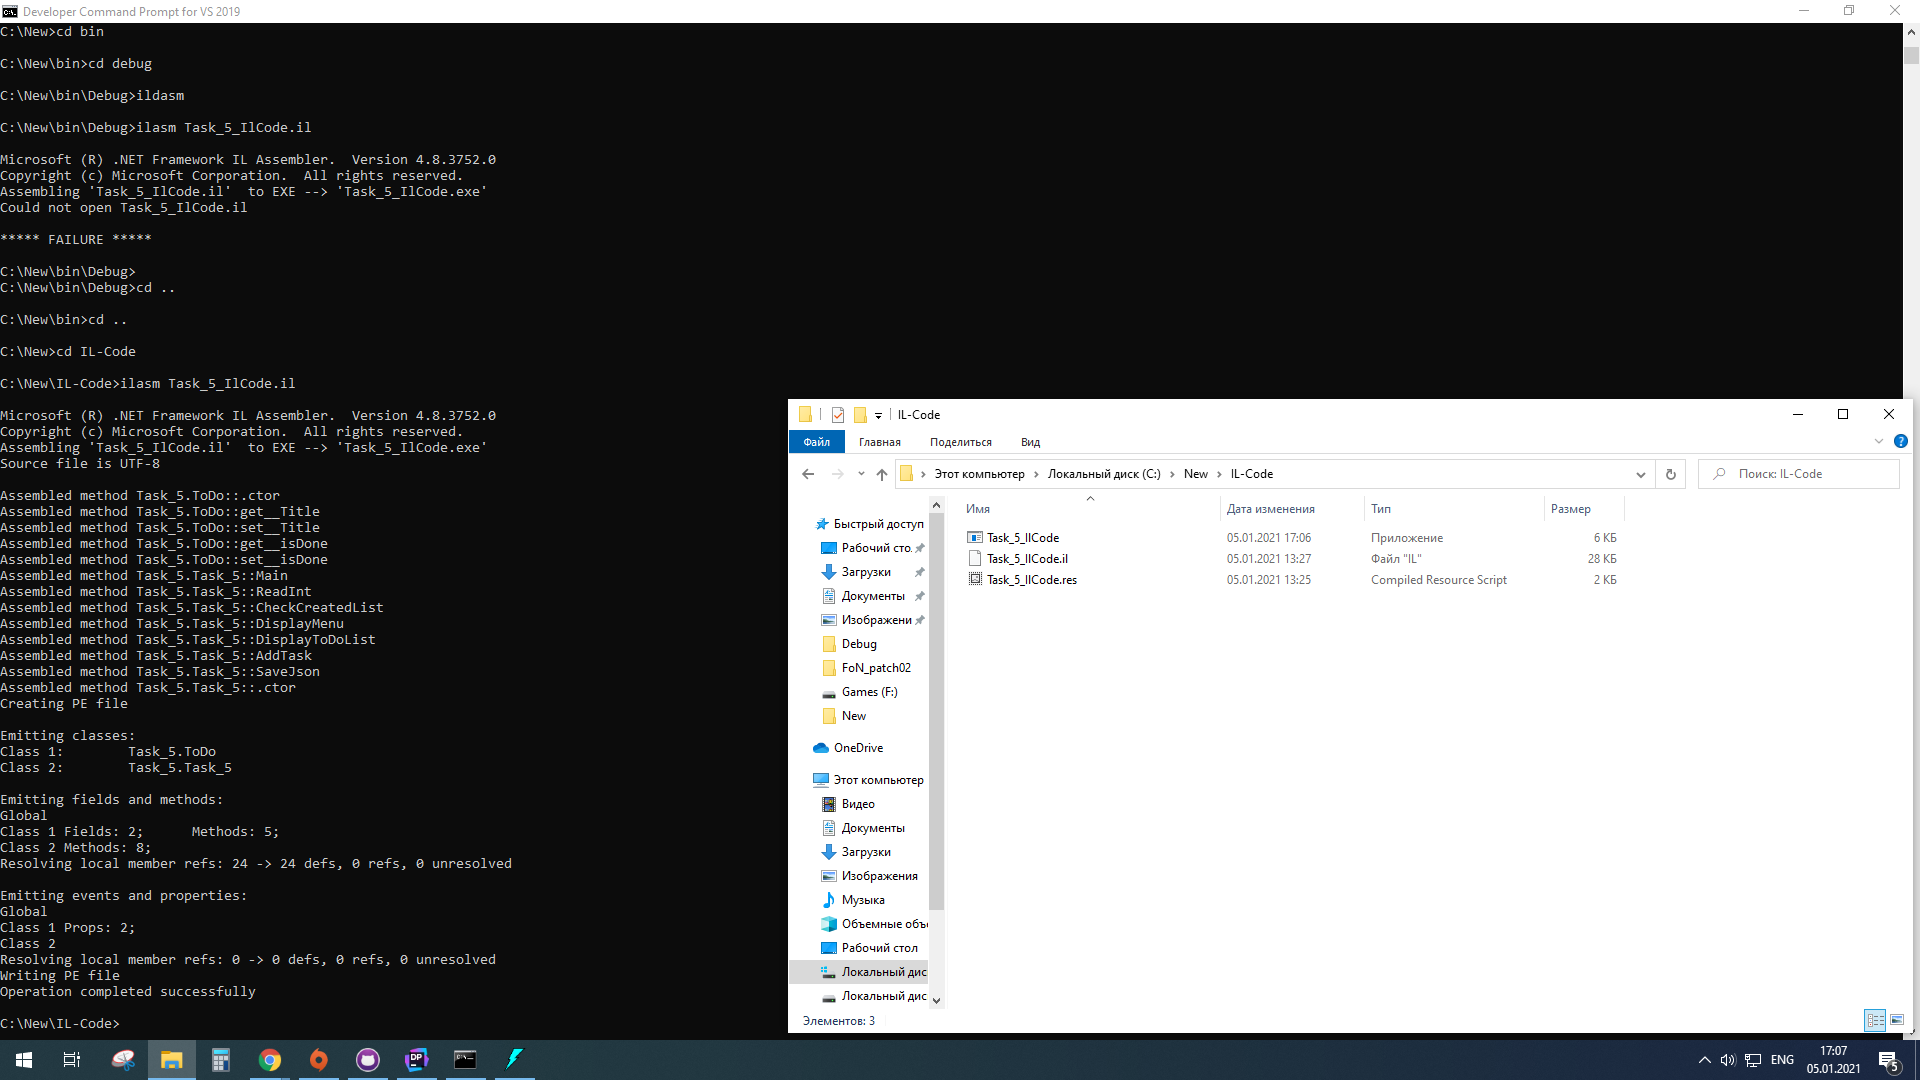 Developer Command Prompt for VS 2019
C:\New>cd bin
C:\New\bin>cd debug
C:\New\bin\Debug>ildasm
C:\New\bin\Debug>ilasm Task_5_IlCode.il
Microsoft (R) .NET Framework IL Assembler.  Version 4.8.3752.0
Copyright (c) Microsoft Corporation.  All rights reserved.
Assembling 'Task_5_IlCode.il'  to EXE --> 'Task_5_IlCode.exe'
Could not open Task_5_IlCode.il
***** FAILURE *****
C:\New\bin\Debug>
C:\New\bin\Debug>cd ..
C:\New\bin>cd ..
C:\New>cd IL-Code
C:\New\IL-Code>ilasm Task_5_IlCode.il
Microsoft (R) .NET Framework IL Assembler.  Version 4.8.3752.0
Copyright (c) Microsoft Corporation.  All rights reserved.
Assembling 'Task_5_IlCode.il'  to EXE --> 'Task_5_IlCode.exe'
Source file is UTF-8
Assembled method Task_5.ToDo::.ctor
Assembled method Task_5.ToDo::get__Title
Assembled method Task_5.ToDo::set__Title
Assembled method Task_5.ToDo::get__isDone
Assembled method Task_5.ToDo::set__isDone
Assembled method Task_5.Task_5::Main
Assembled method Task_5.Task_5::ReadInt
Assembled method Task_5.Task_5::CheckCreatedList
Assembled method Task_5.Task_5::DisplayMenu
Assembled method Task_5.Task_5::DisplayToDoList
Assembled method Task_5.Task_5::AddTask
Assembled method Task_5.Task_5::SaveJson
Assembled method Task_5.Task_5::.ctor
Creating PE file
Emitting classes:
Class 1:        Task_5.ToDo
Class 2:        Task_5.Task_5
Emitting fields and methods:
Global
Class 1 Fields: 2;      Methods: 5;
Class 2 Methods: 8;
Resolving local member refs: 24 -> 24 defs, 0 refs, 0 unresolved
Emitting events and properties:
Global
Class 1 Props: 2;
Class 2
Resolving local member refs: 0 -> 0 defs, 0 refs, 0 unresolved
Writing PE file
Operation completed successfully
C:\New\IL-Code>
IL-Code
Файл Главная Поделиться Вид
Этот компьютер > Локальный диск (C:) > New > IL-Code
Поиск: IL-Code
Быстрый доступ
Рабочий сто.
Загрузки
Документы
Изображени
Debug
FoN_patch02
Games (F:)
New
OneDrive
Этот компьютер
Видео
Документы
Загрузки
Изображения
Музыка
Объемные объе
Рабочий стол
Локальный дис
Локальный дис
Имя Дата изменения Тип Размер
Task_5_IlCode 05.01.2021 17:06 Приложение 6 КБ
Task_5_IlCode.il 05.01.2021 13:27 Файл "IL" 28 КБ
Task_5_IlCode.res 05.01.2021 13:25 Compiled Resource Script 2 КБ
Элементов: 3
DP
ENG
17:07
05.01.2021
5